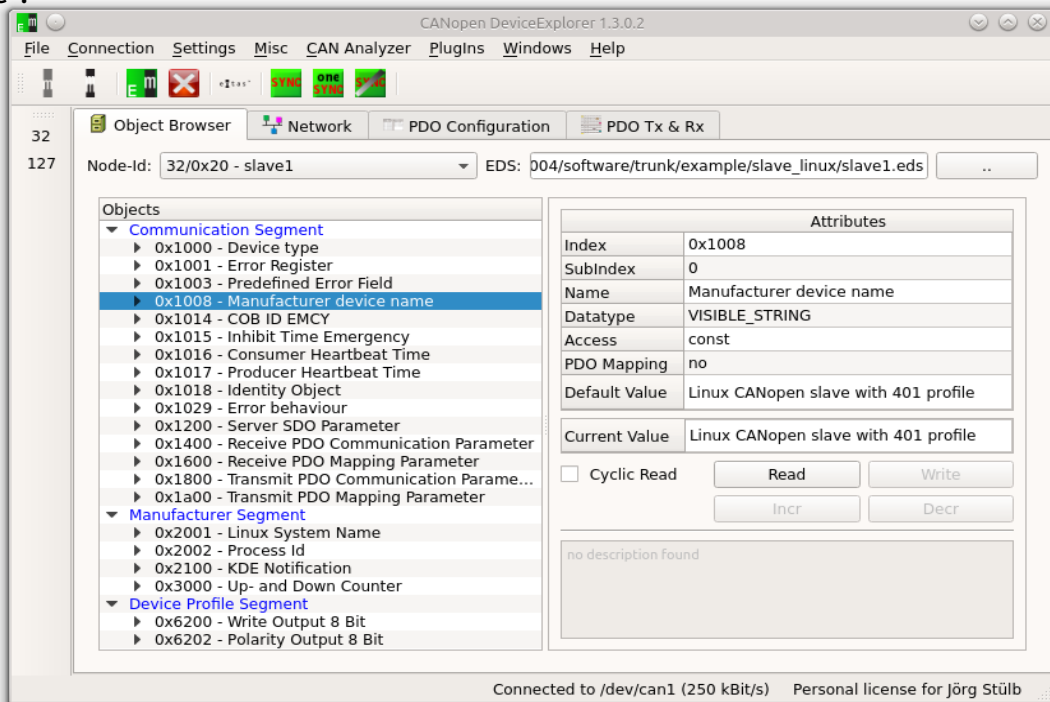 CANopen DeviceExplorer 1.3.0.2
File Connection Settings Misc CAN Analyzer PlugIns Windows Help
E m SYNC one SYNC SYNC
32
127
Object Browser Network PDO Configuration PDO Tx & Rx
Node-Id: 32/0x20 - slave1 EDS: 004/software/trunk/example/slave_linux/slave1.eds ..
Objects
Communication Segment
0x1000 - Device type
0x1001 - Error Register
0x1003 - Predefined Error Field
0x1008 - Manufacturer device name
0x1014 - COB ID EMCY
0x1015 - Inhibit Time Emergency
0x1016 - Consumer Heartbeat Time
0x1017 - Producer Heartbeat Time
0x1018 - Identity Object
0x1029 - Error behaviour
0x1200 - Server SDO Parameter
0x1400 - Receive PDO Communication Parameter
0x1600 - Receive PDO Mapping Parameter
0x1800 - Transmit PDO Communication Parame...
0x1a00 - Transmit PDO Mapping Parameter
Manufacturer Segment
0x2001 - Linux System Name
0x2002 - Process Id
0x2100 - KDE Notification
0x3000 - Up- and Down Counter
Device Profile Segment
0x6200 - Write Output 8 Bit
0x6202 - Polarity Output 8 Bit
Attributes
Index 0x1008
SubIndex 0
Name Manufacturer device name
Datatype VISIBLE_STRING
Access const
PDO Mapping no
Default Value Linux CANopen slave with 401 profile
Current Value Linux CANopen slave with 401 profile
Cyclic Read Read Write
Incr Decr
no description found
Connected to /dev/can1 (250 kBit/s) Personal license for Jörg Stülb